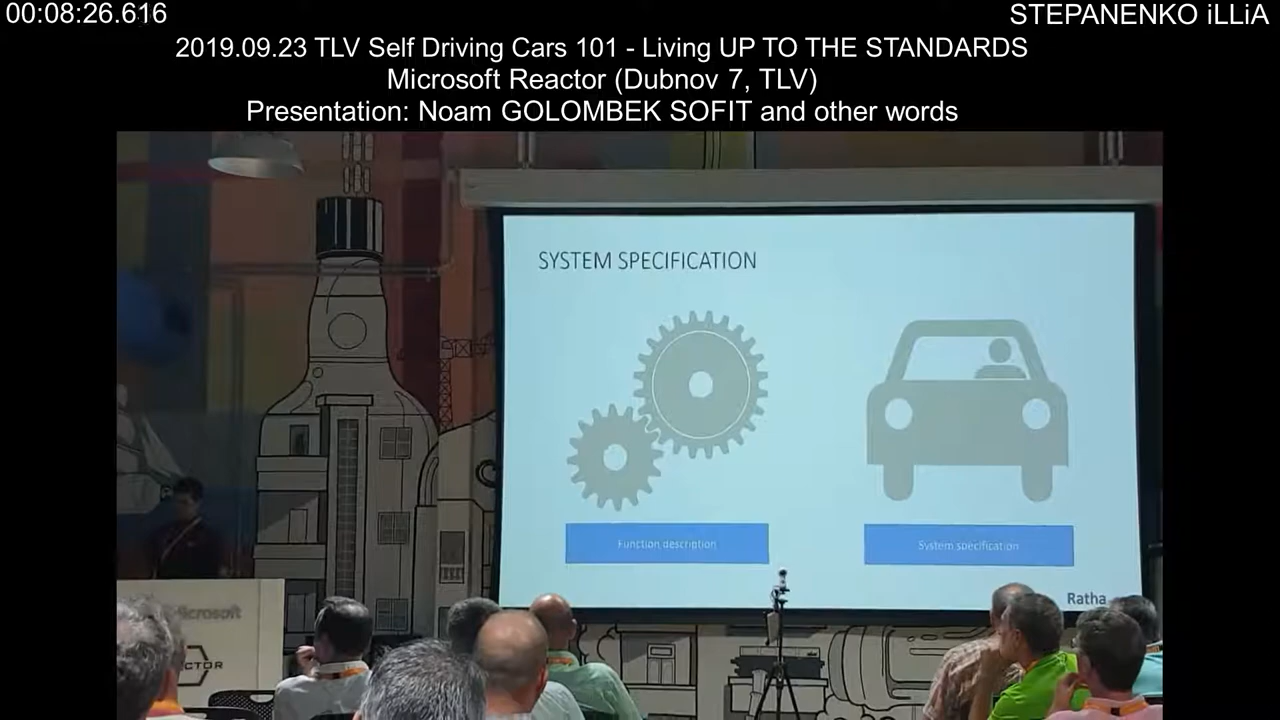 00:08:26.616
STEPANENKO iLLiA
2019.09.23 TLV Self Driving Cars 101 - Living UP TO THE STANDARDS
Microsoft Reactor (Dubnov 7, TLV)
Presentation: Noam GOLOMBEK SOFIT and other words
SYSTEM SPECIFICATION
Function description
System specification
Ratha
Microsoft